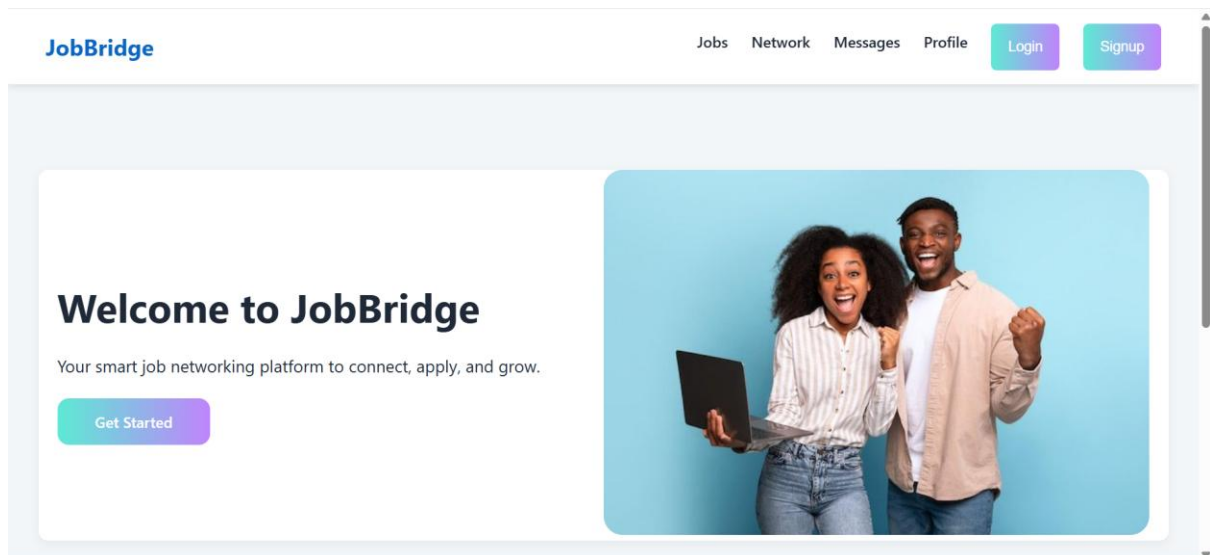 JobBridge
Jobs Network Messages Profile Login Signup
Welcome to JobBridge
Your smart job networking platform to connect, apply, and grow.
Get Started